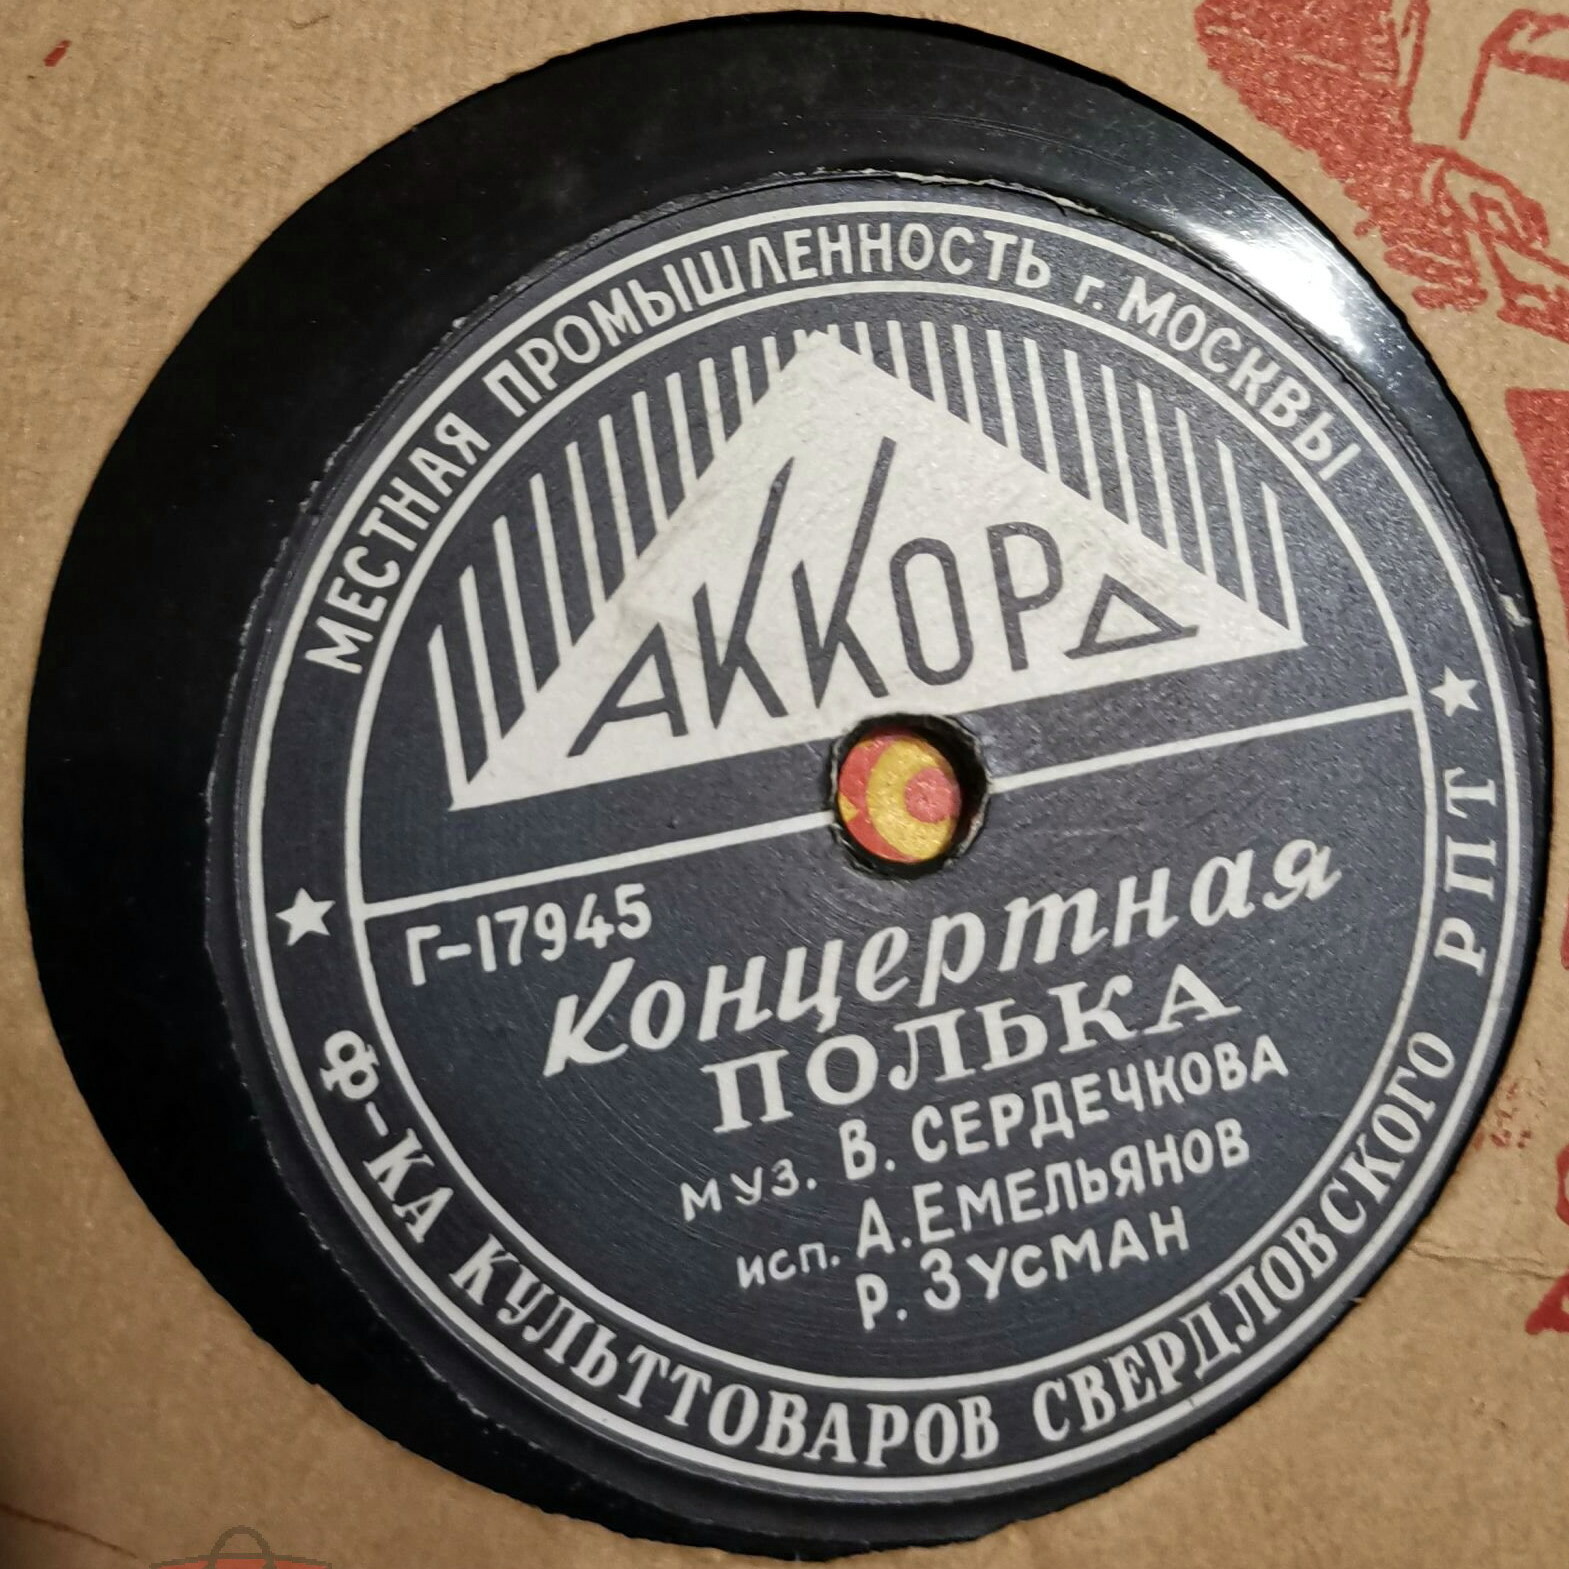 МЕСТНАЯ ПРОМЫШЛЕННОСТЬ г. МОСКВЫ
АККОРД
Г-17945
Концертная
ПОЛЬКА
муз. В. СЕРДЕЧКОВА
исп. А. ЕМЕЛЬЯНОВ
Р. ЗУСМАН
Ф-КА КУЛЬТТОВАРОВ СВЕРДЛОВСКОГО РПТ